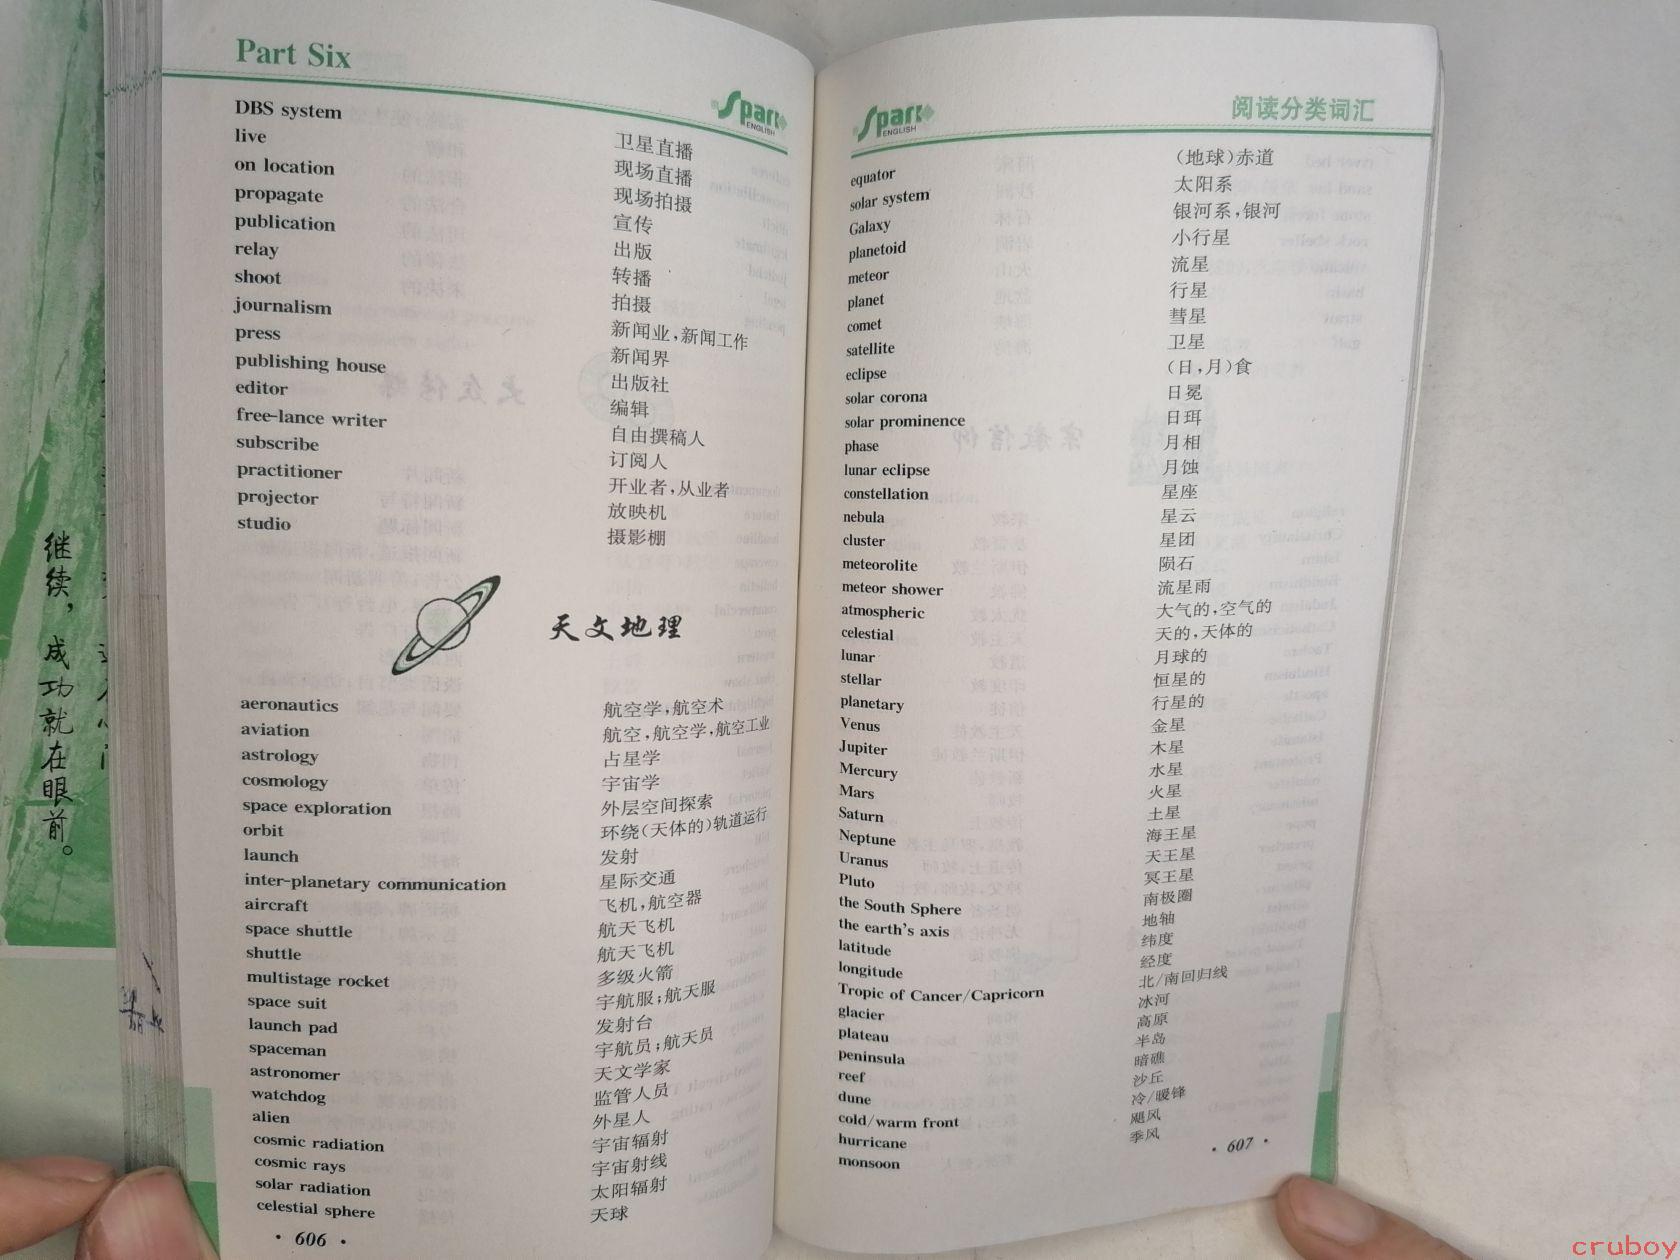 Part Six
Spark
ENGLISH
DBS system 卫星直播
live 现场直播
on location 现场拍摄
propagate 宣传
publication 出版
relay 转播
shoot 拍摄
journalism 新闻业,新闻工作
press 新闻界
publishing house 出版社
editor 编辑
free-lance writer 自由撰稿人
subscribe 订阅人
practitioner 开业者,从业者
projector 放映机
studio 摄影棚
天文地理
aeronautics 航空学,航空术
aviation 航空,航空学,航空工业
astrology 占星学
cosmology 宇宙学
space exploration 外层空间探索
orbit 环绕(天体的)轨道运行
launch 发射
inter-planetary communication 星际交通
aircraft 飞机,航空器
space shuttle 航天飞机
shuttle 航天飞机
multistage rocket 多级火箭
space suit 宇航服;航天服
launch pad 发射台
spaceman 宇航员;航天员
astronomer 天文学家
watchdog 监管人员
alien 外星人
cosmic radiation 宇宙辐射
cosmic rays 宇宙射线
solar radiation 太阳辐射
celestial sphere 天球
· 606 ·
Spark
ENGLISH
阅读分类词汇
equator (地球)赤道
solar system 太阳系
Galaxy 银河系,银河
planetoid 小行星
meteor 流星
planet 行星
comet 彗星
satellite 卫星
eclipse (日,月)食
solar corona 日冕
solar prominence 日珥
phase 月相
lunar eclipse 月蚀
constellation 星座
nebula 星云
cluster 星团
meteorolite 陨石
meteor shower 流星雨
atmospheric 大气的,空气的
celestial 天的,天体的
lunar 月球的
stellar 恒星的
planetary 行星的
Venus 金星
Jupiter 木星
Mercury 水星
Mars 火星
Saturn 土星
Neptune 海王星
Uranus 天王星
Pluto 冥王星
the South Sphere 南极圈
the earth's axis 地轴
latitude 纬度
longitude 经度
Tropic of Cancer/Capricorn 北/南回归线
glacier 冰河
plateau 高原
peninsula 半岛
reef 暗礁
dune 沙丘
cold/warm front 冷/暖锋
hurricane 飓风
monsoon 季风
· 607 ·
继续,成功就在眼前。
cruboy